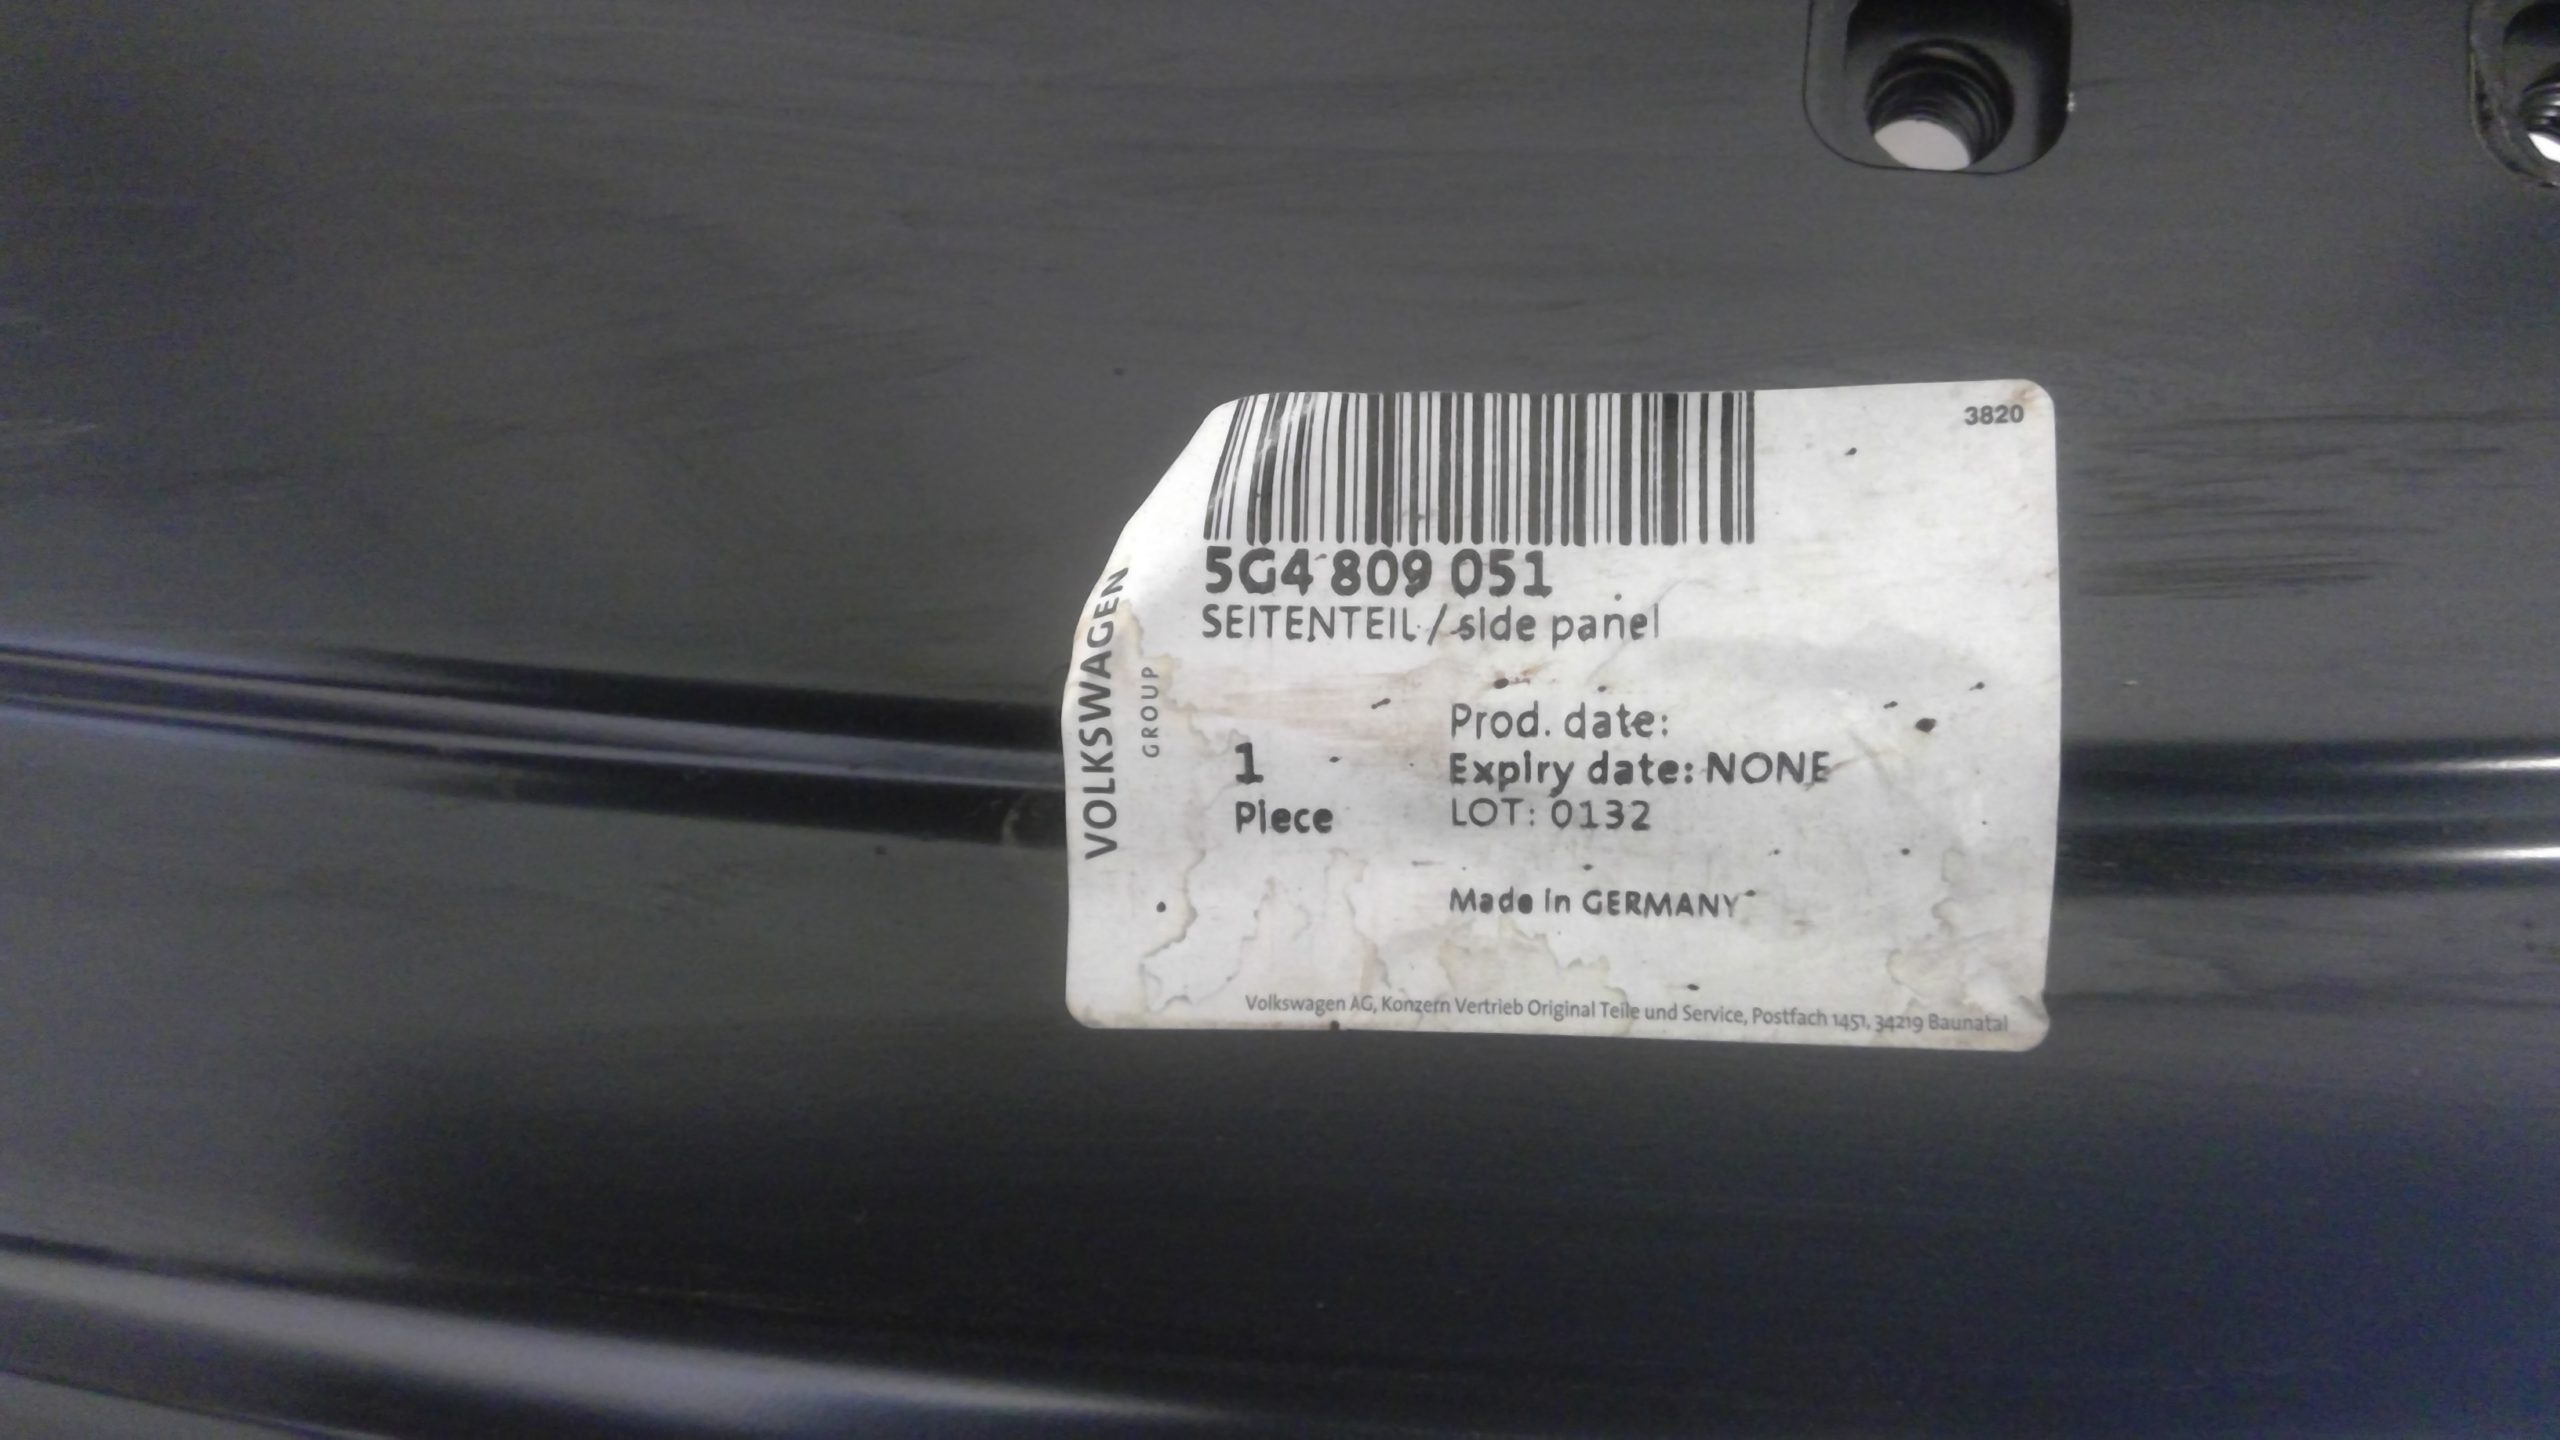 3820
5G4 809 051
SEITENTEIL / side panel
VOLKSWAGEN
GROUP
1
Piece
Prod. date:
Expiry date: NONE
LOT: 0132
Made in GERMANY
Volkswagen AG, Konzern Vertrieb Original Teile und Service, Postfach 1451, 34219 Baunatal